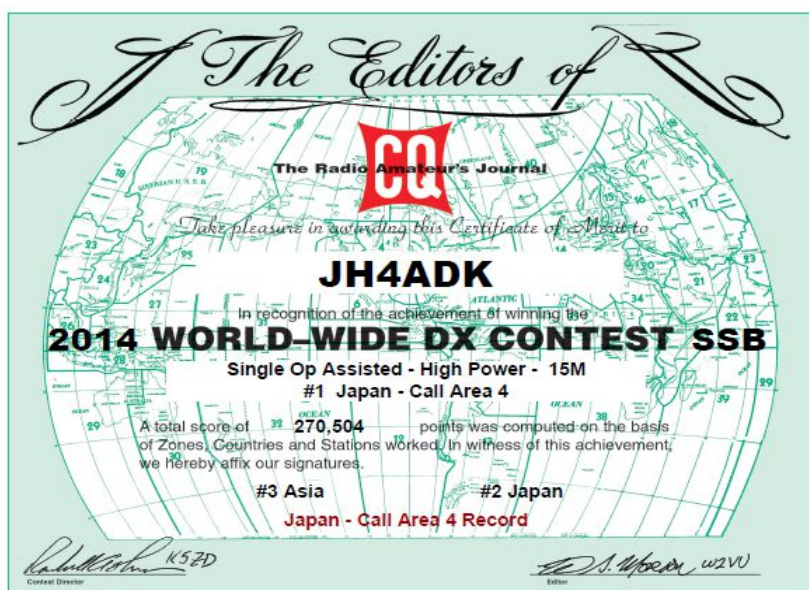 The Editors of
CQ
The Radio Amateur's Journal
Take pleasure in awarding this Certificate of Merit to
JH4ADK
In recognition of the achievement of winning the
2014 WORLD–WIDE DX CONTEST SSB
Single Op Assisted - High Power - 15M
#1 Japan - Call Area 4
A total score of 270,504 points was computed on the basis
of Zones, Countries and Stations worked. In witness of this achievement,
we hereby affix our signatures.
#3 Asia #2 Japan
Japan - Call Area 4 Record
K5ZD W2VU
Contest Director Editor